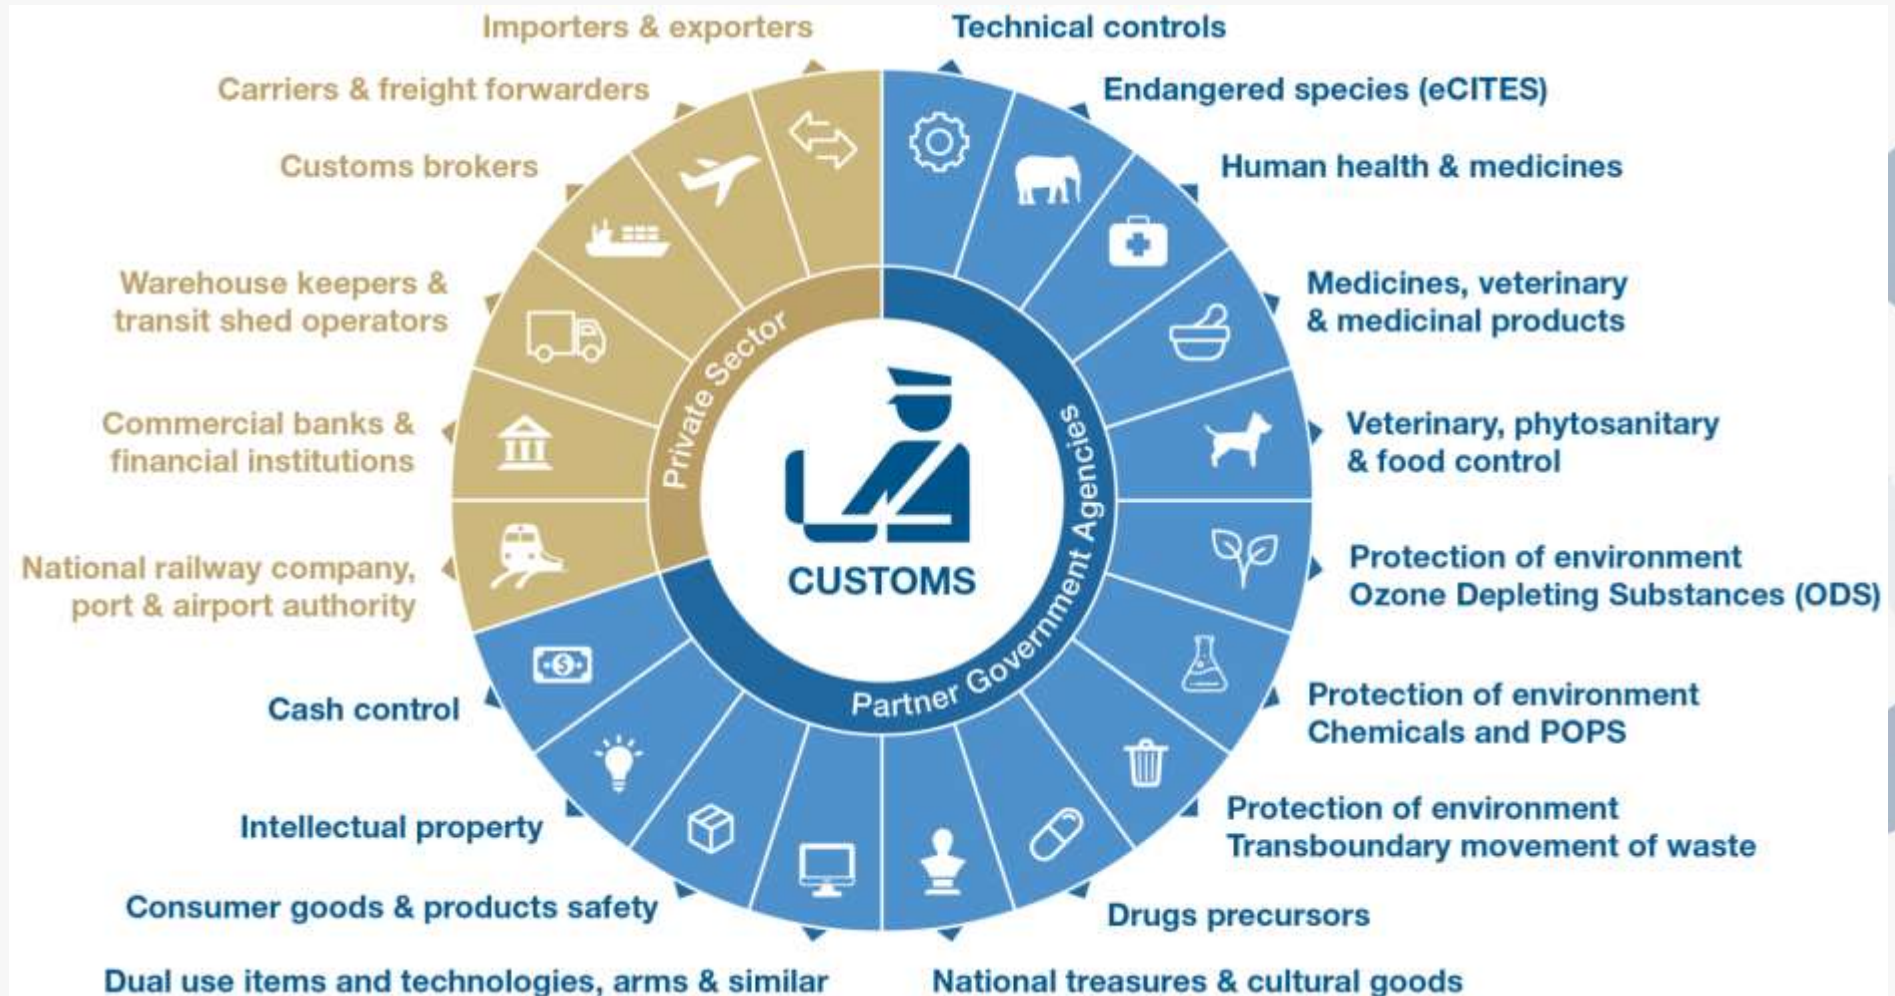 Importers & exporters
Technical controls
Carriers & freight forwarders
Endangered species (eCITES)
Customs brokers
Human health & medicines
Warehouse keepers &
transit shed operators
Medicines, veterinary
& medicinal products
Commercial banks &
financial institutions
Veterinary, phytosanitary
& food control
National railway company,
port & airport authority
Protection of environment
Ozone Depleting Substances (ODS)
Cash control
Protection of environment
Chemicals and POPS
Intellectual property
Protection of environment
Transboundary movement of waste
Consumer goods & products safety
Drugs precursors
Dual use items and technologies, arms & similar
National treasures & cultural goods
Private Sector
Partner Government Agencies
CUSTOMS
$